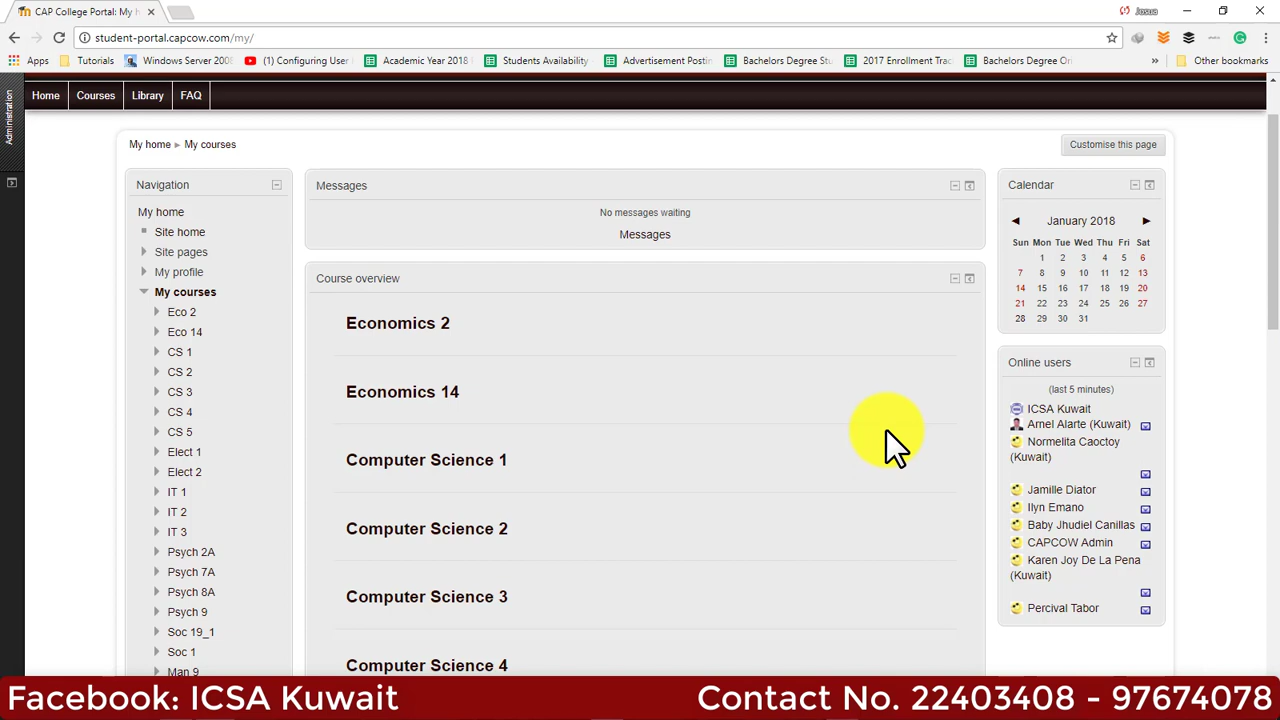 CAP College Portal: My h
Josua
student-portal.capcow.com/my/
Apps
Tutorials
Windows Server 2008
(1) Configuring User
Academic Year 2018
Students Availability
Advertisement Postin
Bachelors Degree Stu
2017 Enrollment Trac
Bachelors Degree Ori
Other bookmarks
Administration
Home
Courses
Library
FAQ
My home ► My courses
Customise this page
Navigation
My home
Site home
Site pages
My profile
My courses
Eco 2
Eco 14
CS 1
CS 2
CS 3
CS 4
CS 5
Elect 1
Elect 2
IT 1
IT 2
IT 3
Psych 2A
Psych 7A
Psych 8A
Psych 9
Soc 19_1
Soc 1
Man 9
Messages
No messages waiting
Messages
Course overview
Economics 2
Economics 14
Computer Science 1
Computer Science 2
Computer Science 3
Computer Science 4
Calendar
January 2018
Sun Mon Tue Wed Thu Fri Sat
1 2 3 4 5 6
7 8 9 10 11 12 13
14 15 16 17 18 19 20
21 22 23 24 25 26 27
28 29 30 31
Online users
(last 5 minutes)
ICSA Kuwait
Arnel Alarte (Kuwait)
Normelita Caoctoy
(Kuwait)
Jamille Diator
Ilyn Emano
Baby Jhudiel Canillas
CAPCOW Admin
Karen Joy De La Pena
(Kuwait)
Percival Tabor
Facebook: ICSA Kuwait
Contact No. 22403408 - 97674078